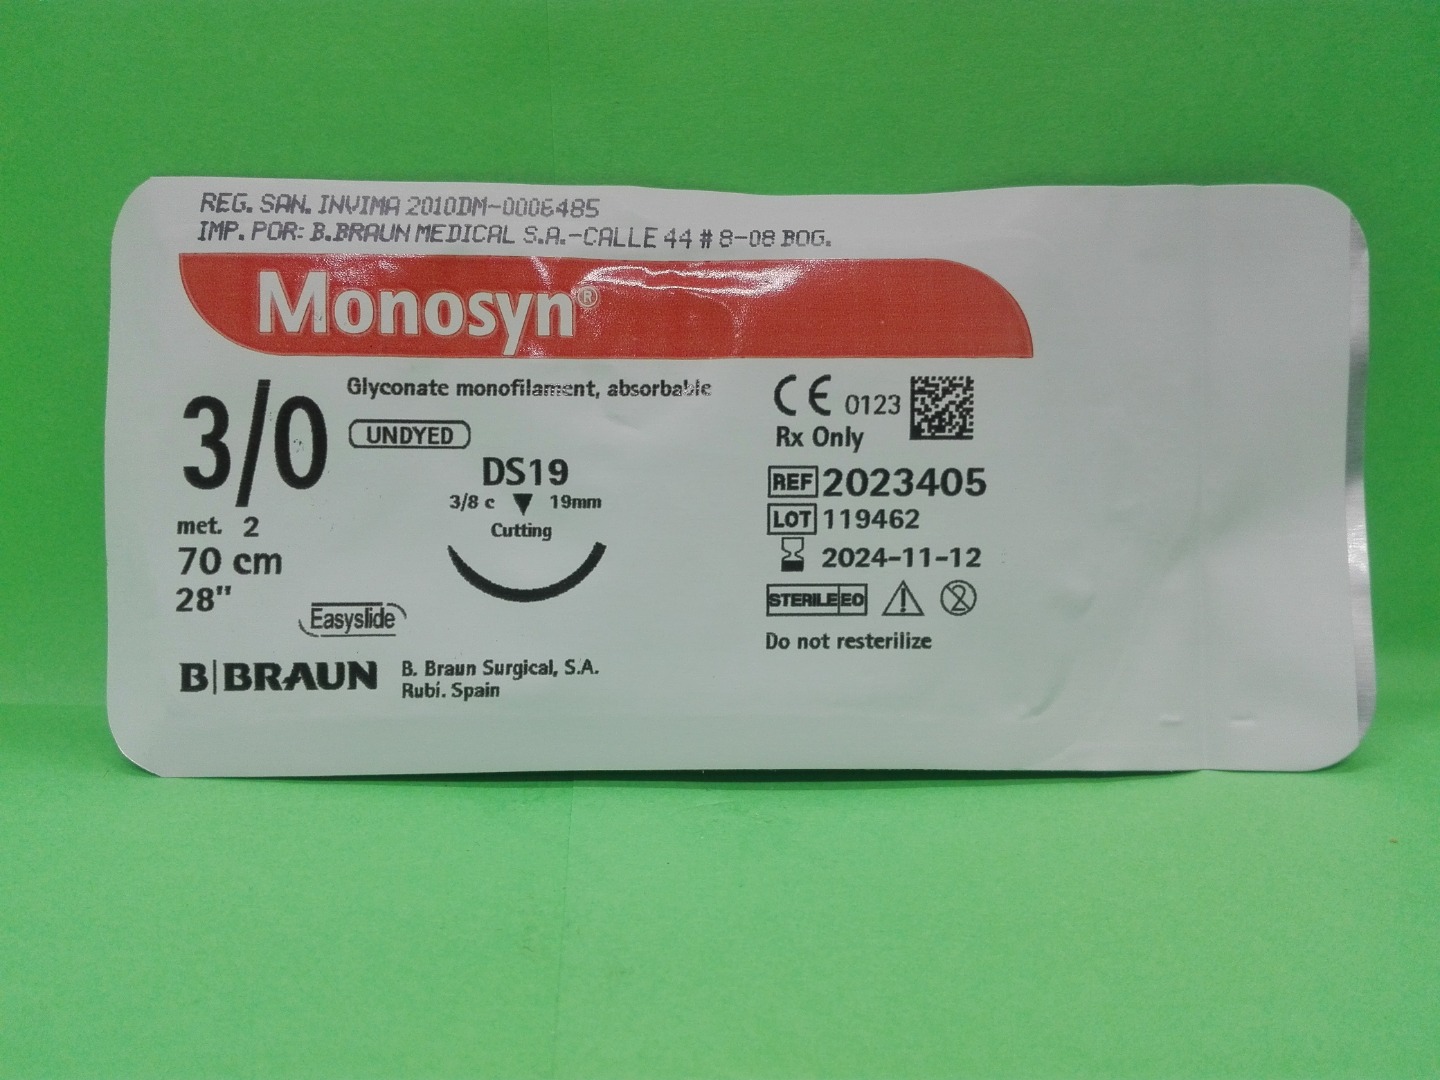 REG. SAN. INVIMA 2010DM-0006485
IMP. POR: B.BRAUN MEDICAL S.A.-CALLE 44 # 8-08 BOG.
Monosyn®
3/0
Glyconate monofilament, absorbable
UNDYED
DS19
3/8 c ▼ 19mm
Cutting
met. 2
70 cm
28"
Easyslide
B|BRAUN
B. Braun Surgical, S.A.
Rubí. Spain
CE 0123
Rx Only
REF 2023405
LOT 119462
2024-11-12
STERILE EO
2
Do not resterilize